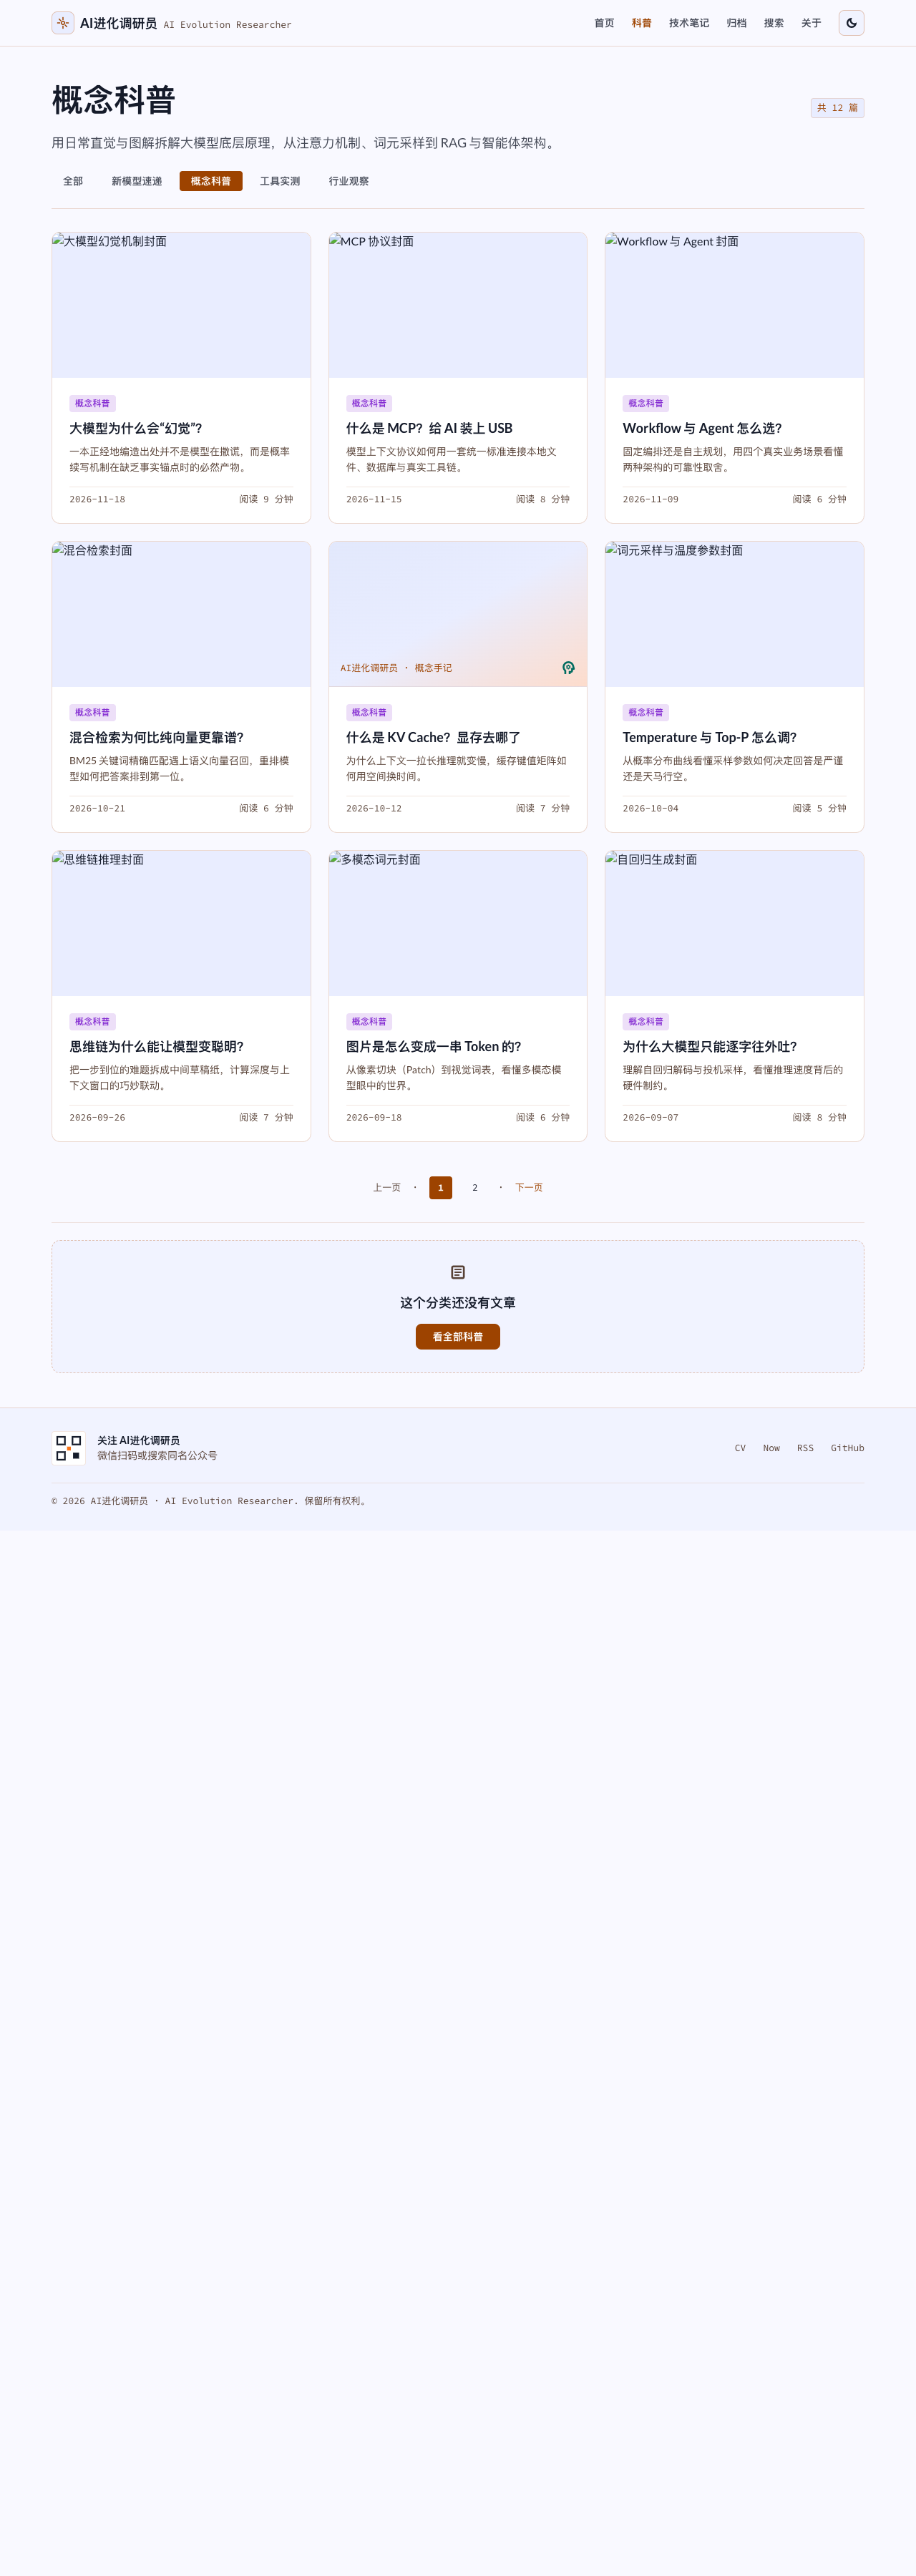 AI进化调研员 AI Evolution Researcher 首页 科普 技术笔记 归档 搜索 关于
概念科普
共 12 篇
用日常直觉与图解拆解大模型底层原理，从注意力机制、词元采样到 RAG 与智能体架构。
全部 新模型速递 概念科普 工具实测 行业观察
大模型幻觉机制封面
概念科普
大模型为什么会“幻觉”？
一本正经地编造出处并不是模型在撒谎，而是概率
续写机制在缺乏事实锚点时的必然产物。
2026-11-18 阅读 9 分钟
MCP 协议封面
概念科普
什么是 MCP？给 AI 装上 USB
模型上下文协议如何用一套统一标准连接本地文
件、数据库与真实工具链。
2026-11-15 阅读 8 分钟
Workflow 与 Agent 封面
概念科普
Workflow 与 Agent 怎么选？
固定编排还是自主规划，用四个真实业务场景看懂
两种架构的可靠性取舍。
2026-11-09 阅读 6 分钟
混合检索封面
概念科普
混合检索为何比纯向量更靠谱？
BM25 关键词精确匹配遇上语义向量召回，重排模
型如何把答案排到第一位。
2026-10-21 阅读 6 分钟
AI进化调研员 · 概念手记
概念科普
什么是 KV Cache？显存去哪了
为什么上下文一拉长推理就变慢，缓存键值矩阵如
何用空间换时间。
2026-10-12 阅读 7 分钟
词元采样与温度参数封面
概念科普
Temperature 与 Top-P 怎么调？
从概率分布曲线看懂采样参数如何决定回答是严谨
还是天马行空。
2026-10-04 阅读 5 分钟
思维链推理封面
概念科普
思维链为什么能让模型变聪明？
把一步到位的难题拆成中间草稿纸，计算深度与上
下文窗口的巧妙联动。
2026-09-26 阅读 7 分钟
多模态词元封面
概念科普
图片是怎么变成一串 Token 的？
从像素切块（Patch）到视觉词表，看懂多模态模
型眼中的世界。
2026-09-18 阅读 6 分钟
自回归生成封面
概念科普
为什么大模型只能逐字往外吐？
理解自回归解码与投机采样，看懂推理速度背后的
硬件制约。
2026-09-07 阅读 8 分钟
上一页 · 1 2 · 下一页
这个分类还没有文章
看全部科普
关注 AI进化调研员
微信扫码或搜索同名公众号
CV Now RSS GitHub
© 2026 AI进化调研员 · AI Evolution Researcher. 保留所有权利。